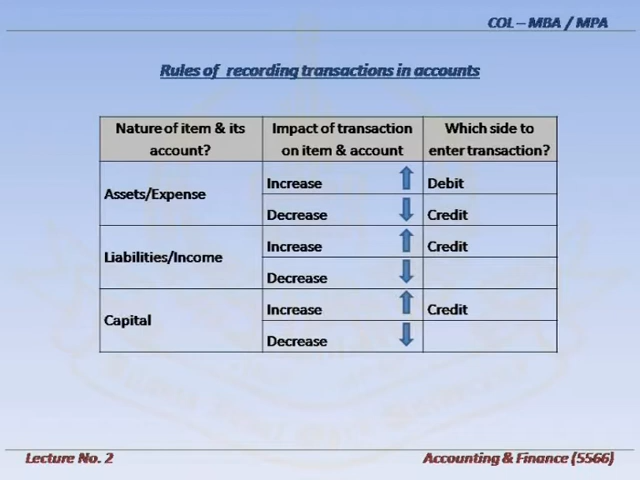 COL – MBA / MPA
Rules of recording transactions in accounts
Nature of item & its account?
Impact of transaction on item & account
Which side to enter transaction?
Assets/Expense
Increase
Debit
Decrease
Credit
Liabilities/Income
Increase
Credit
Decrease
Capital
Increase
Credit
Decrease
Lecture No. 2
Accounting & Finance (5566)